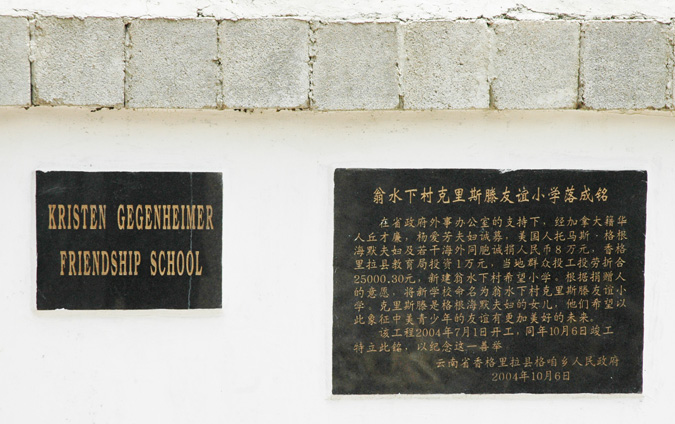 KRISTEN GEGENHEIMER
FRIENDSHIP SCHOOL
翁水下村克里斯滕友谊小学落成铭
在省政府外事办公室的支持下，经加拿大籍华
人丘才廉，杨爱芳夫妇诚募，美国人托马斯·格根
海默夫妇及若干海外同胞诚捐人民币8万元，香格
里拉县教育局投资1万元，当地群众投工投劳折合
25000.30元，新建翁水下村希望小学。根据捐赠人
的意愿，将新学校命名为翁水下村克里斯滕友谊小
学。克里斯滕是格根海默夫妇的女儿，他们希望以
此象征中美青少年的友谊有更加美好的未来。
该工程2004年7月1日开工，同年10月6日竣工
特立此铭，以纪念这一善举
云南省香格里拉县格咱乡人民政府
2004年10月6日